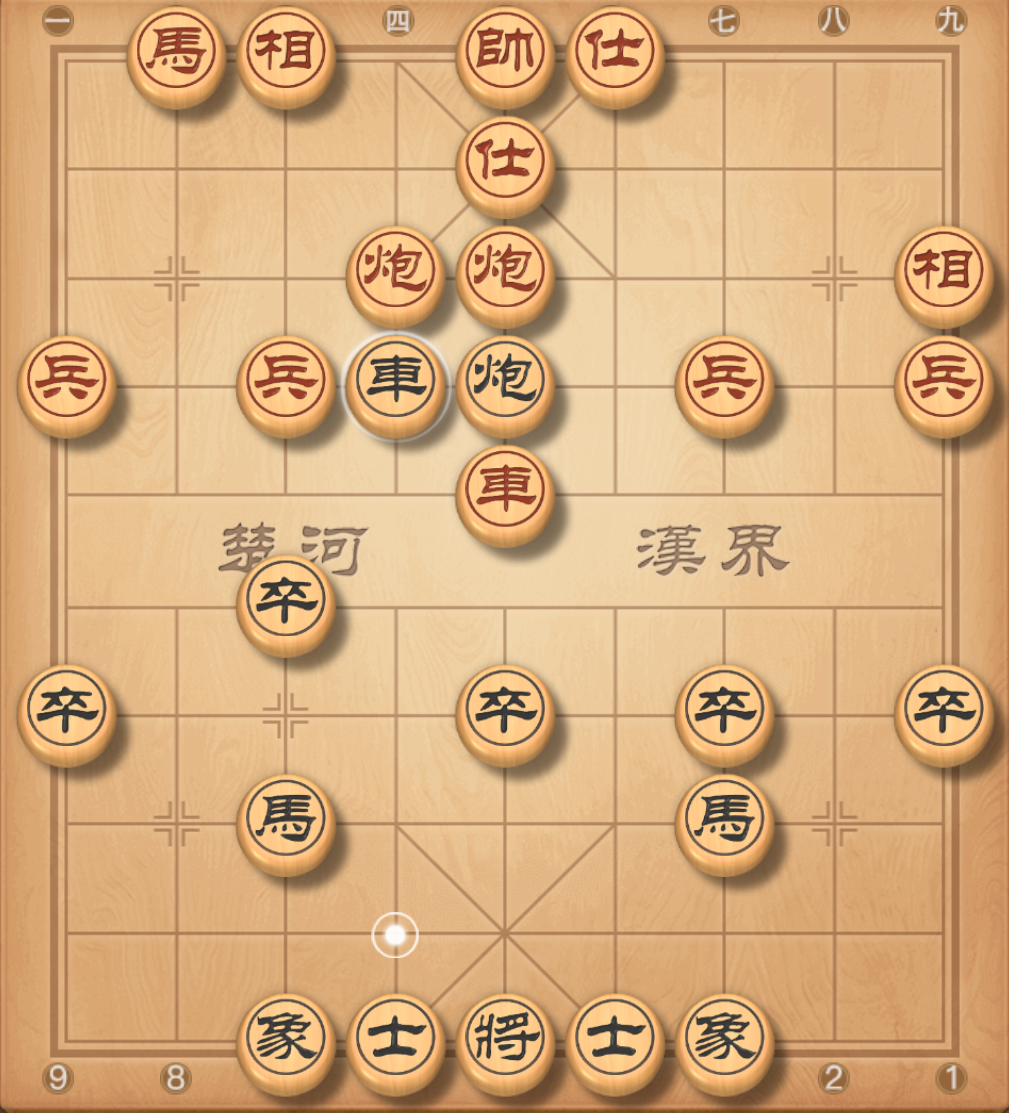 一 四 七 八 九
馬 相 帥 仕
仕
炮 炮 相
兵 兵 車 炮 兵 兵
車
楚河 漢界
卒
卒 卒 卒 卒
馬 馬
象 士 將 士 象
9 8 2 1